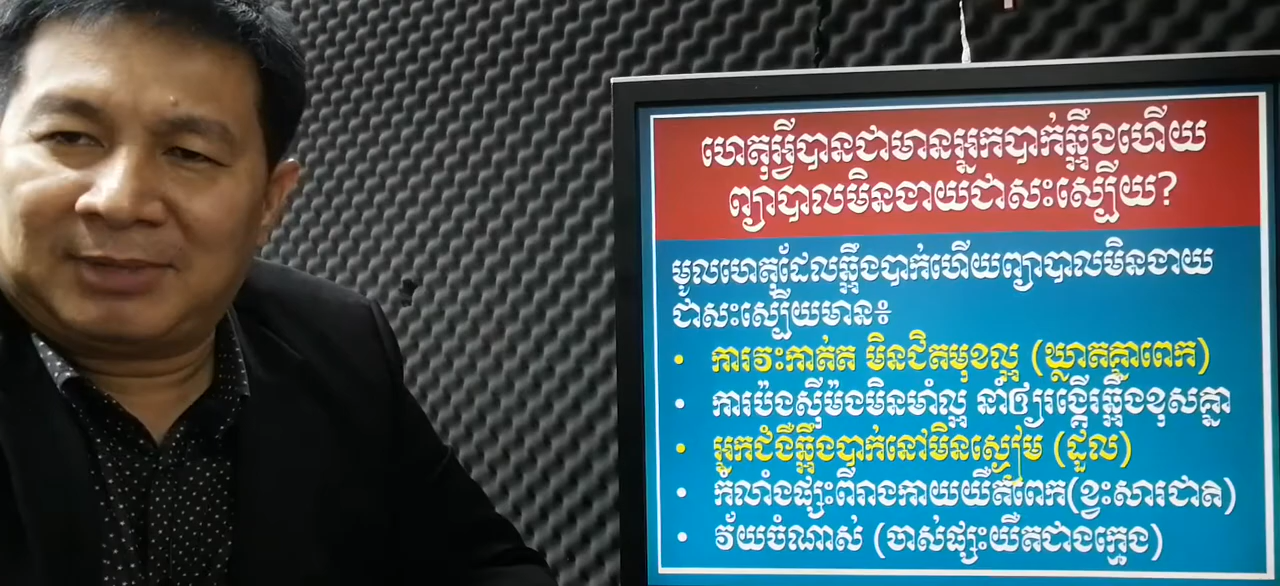 ហេតុអ្វីបានជាមានអ្នកបាក់ឆ្អឹងហើយ
ព្យាបាលមិនងាយជាសះស្បើយ?
មូលហេតុដែលឆ្អឹងបាក់ហើយព្យាបាលមិនងាយ
ជាសះស្បើយមាន៖
• ការវះកាត់ត មិនជិតមុខល្អ (ឃ្លាតគ្នាពេក)
• ការប៉ងស៊ីម៉ងមិនមាំល្អ នាំឲ្យរង្គើរឆ្អឹងខុសគ្នា
• អ្នកជំងឺឆ្អឹងបាក់នៅមិនស្ងៀម (ដួល)
• កំលាំងផ្សះពីរាងកាយយឺតពេក(ខ្វះសារជាតិ)
• វ័យចំណាស់ (ចាស់ផ្សះយឺតជាងក្មេង)